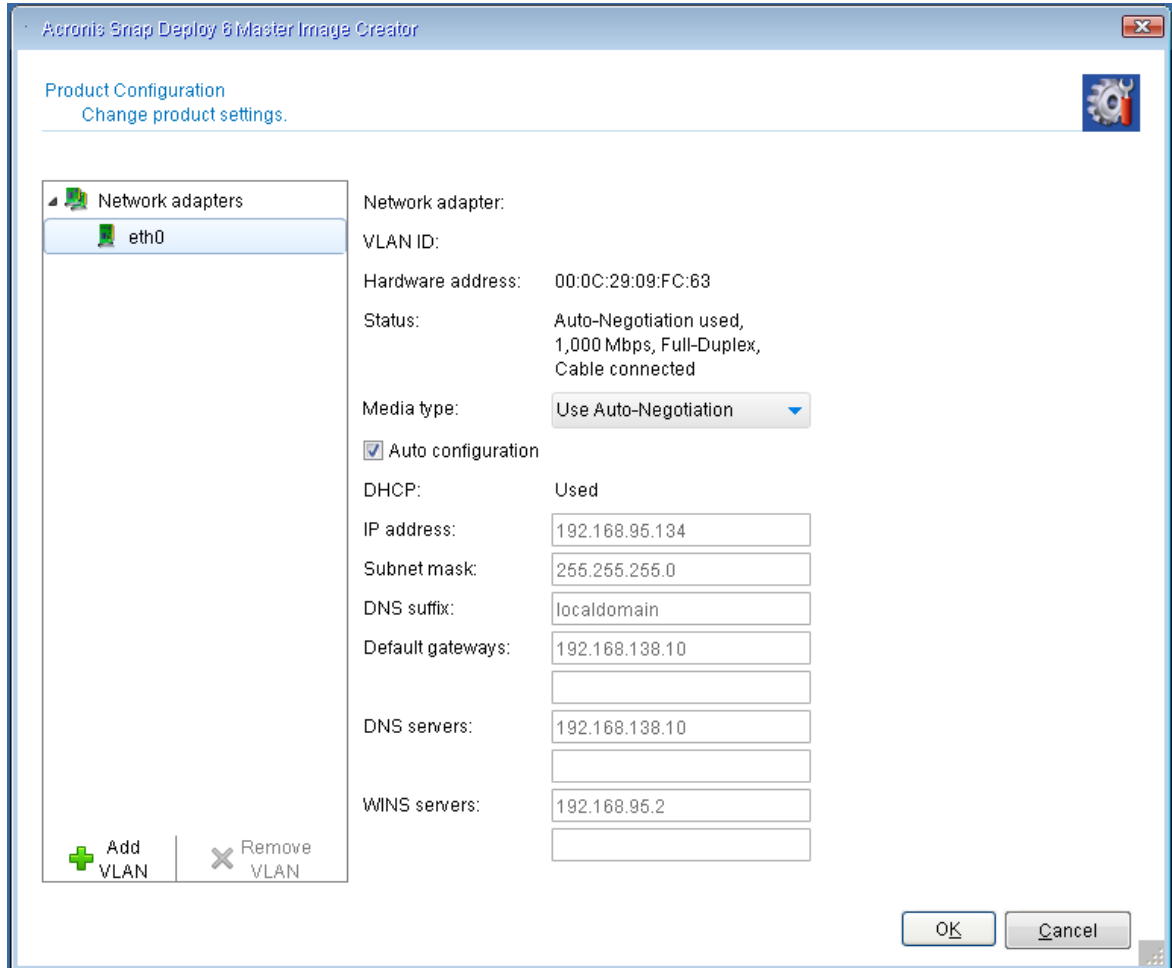 Acronis Snap Deploy 6 Master Image Creator
Product Configuration
Change product settings.
Network adapters
eth0
Add VLAN
Remove VLAN
Network adapter:
VLAN ID:
Hardware address: 00:0C:29:09:FC:63
Status: Auto-Negotiation used,
1,000 Mbps, Full-Duplex,
Cable connected
Media type: Use Auto-Negotiation
Auto configuration
DHCP: Used
IP address: 192.168.95.134
Subnet mask: 255.255.255.0
DNS suffix: localdomain
Default gateways: 192.168.138.10
DNS servers: 192.168.138.10
WINS servers: 192.168.95.2
OK
Cancel